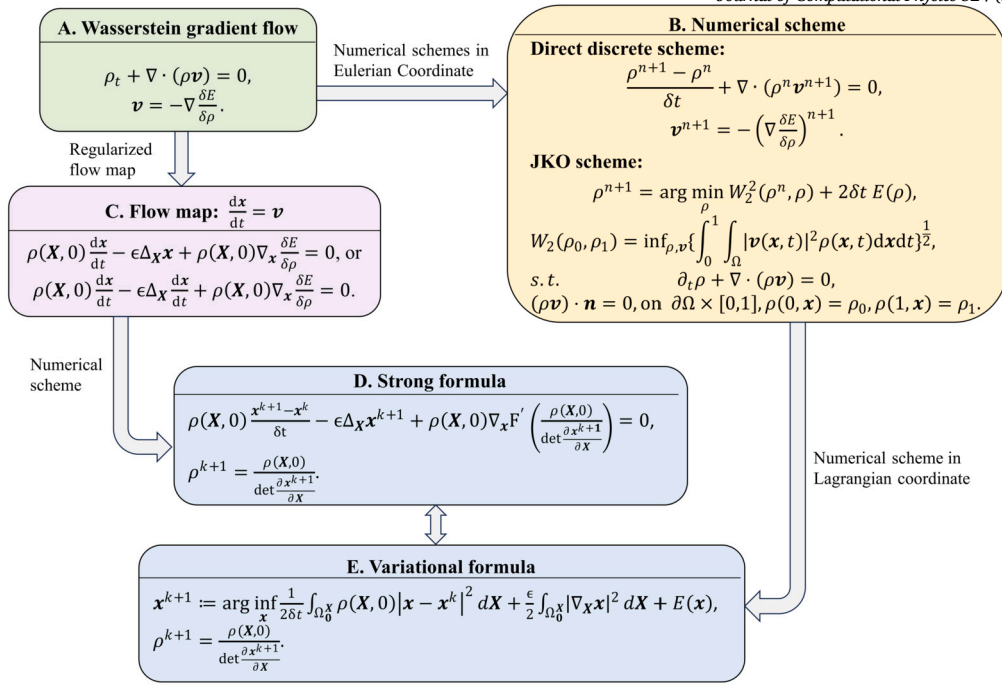 Journal of Computational Physics 524 (
A. Wasserstein gradient flow
ρ_t + ∇ · (ρ𝒗) = 0,
𝒗 = −∇ δE/δρ.
Numerical schemes in
Eulerian Coordinate
B. Numerical scheme
Direct discrete scheme:
(ρ^{n+1} − ρ^n)/δt + ∇ · (ρ^n 𝒗^{n+1}) = 0,
𝒗^{n+1} = −(∇ δE/δρ)^{n+1}.
JKO scheme:
ρ^{n+1} = arg min_ρ W_2^2(ρ^n, ρ) + 2δt E(ρ),
W_2(ρ_0, ρ_1) = inf_{ρ,𝒗}{∫_0^1 ∫_Ω |𝒗(𝒙, t)|^2 ρ(𝒙, t)d𝒙dt}^{1/2},
s. t. ∂_tρ + ∇ · (ρ𝒗) = 0,
(ρ𝒗) · 𝒏 = 0, on ∂Ω × [0,1], ρ(0, 𝒙) = ρ_0, ρ(1, 𝒙) = ρ_1.
Regularized
flow map
C. Flow map: d𝒙/dt = 𝒗
ρ(𝑿, 0) d𝒙/dt − ϵΔ_𝑿 𝒙 + ρ(𝑿, 0)∇_𝒙 δE/δρ = 0, or
ρ(𝑿, 0) d𝒙/dt − ϵΔ_𝑿 d𝒙/dt + ρ(𝑿, 0)∇_𝒙 δE/δρ = 0.
Numerical
scheme
D. Strong formula
ρ(𝑿, 0) (𝒙^{k+1}−𝒙^k)/δt − ϵΔ_𝑿 𝒙^{k+1} + ρ(𝑿, 0)∇_𝒙 F′ (ρ(𝑿,0)/det ∂𝒙^{k+1}/∂X) = 0,
ρ^{k+1} = ρ(𝑿,0)/det ∂𝒙^{k+1}/∂𝑿.
Numerical scheme in
Lagrangian coordinate
E. Variational formula
𝒙^{k+1} ≔ arg inf_𝒙 1/2δt ∫_{Ω_0^𝑿} ρ(𝑿, 0)|𝒙 − 𝒙^k|^2 d𝑿 + ϵ/2 ∫_{Ω_0^𝑿} |∇_𝑿 𝒙|^2 d𝑿 + E(𝒙),
ρ^{k+1} = ρ(𝑿,0)/det ∂𝒙^{k+1}/∂𝑿.